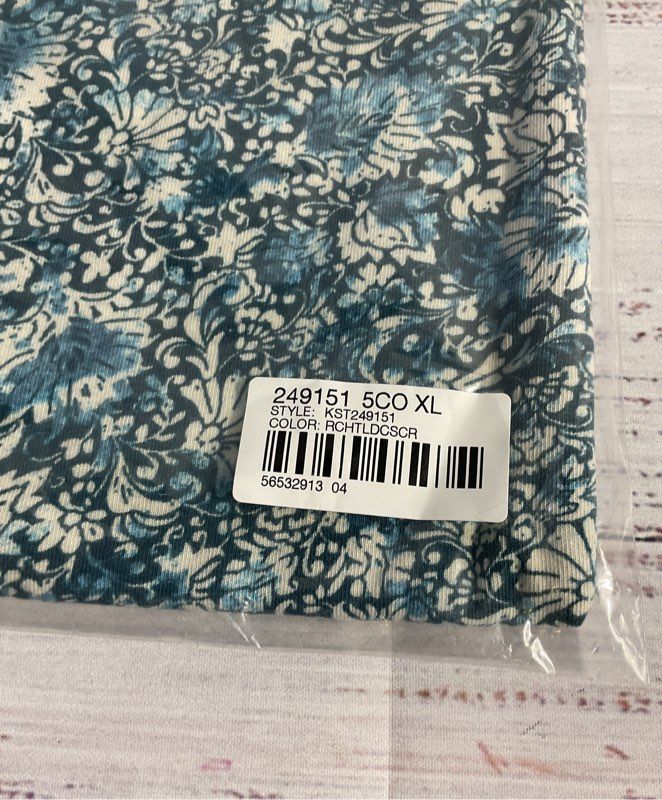 249151 5CO XL
STYLE: KST249151
COLOR: RCHTLDCSCR
56532913 04